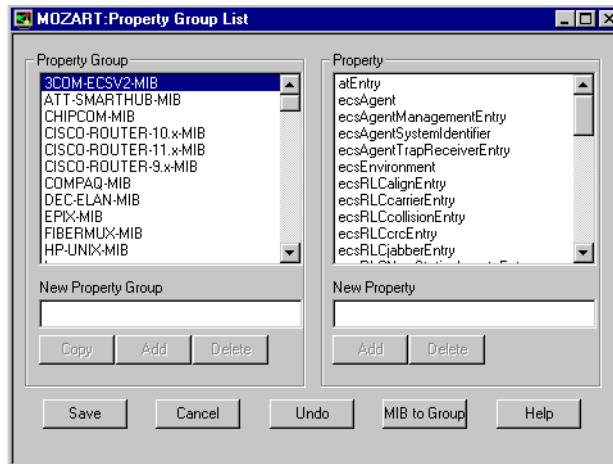 MOZART:Property Group List
Property Group
3COM-ECSV2-MIB
ATT-SMARTHUB-MIB
CHIPCOM-MIB
CISCO-ROUTER-10.x-MIB
CISCO-ROUTER-11.x-MIB
CISCO-ROUTER-9.x-MIB
COMPAQ-MIB
DEC-ELAN-MIB
EPIX-MIB
FIBERMUX-MIB
HP-UNIX-MIB
New Property Group
Copy Add Delete
Property
atEntry
ecsAgent
ecsAgentManagementEntry
ecsAgentSystemIdentifier
ecsAgentTrapReceiverEntry
ecsEnvironment
ecsRLCalignEntry
ecsRLCcarrierEntry
ecsRLCcollisionEntry
ecsRLCcrcEntry
ecsRLCjabberEntry
New Property
Add Delete
Save Cancel Undo MIB to Group Help